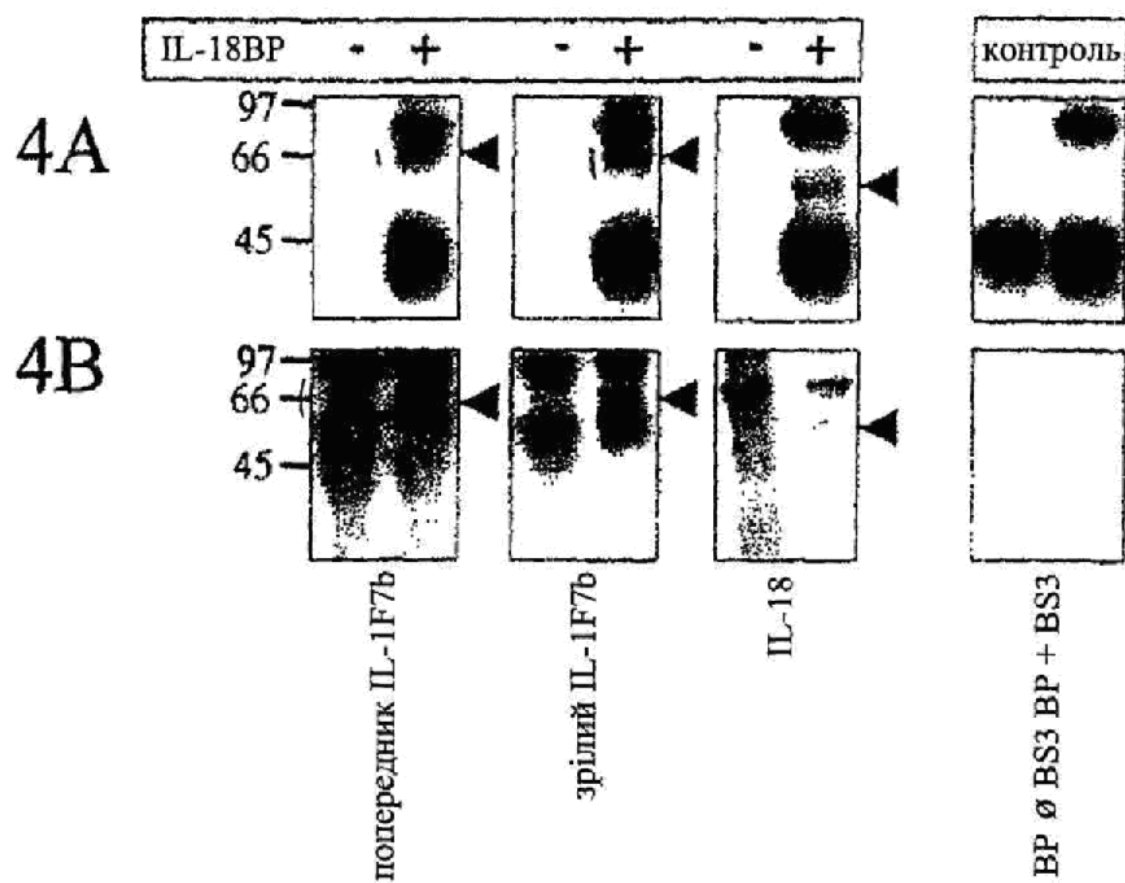 IL-18BP - + - + - + контроль
4A
97
66
45
4B
97
66
45
попередник IL-1F7b
зрілий IL-1F7b
IL-18
BP ø BS3 BP + BS3